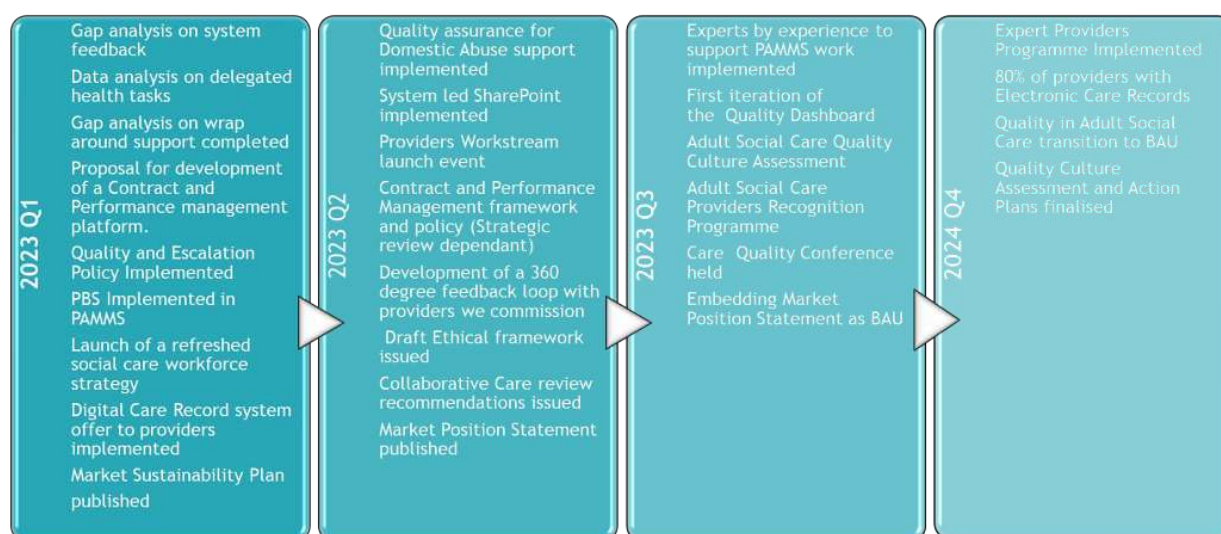 2023 Q1
Gap analysis on system
feedback
Data analysis on delegated
health tasks
Gap analysis on wrap
around support completed
Proposal for development
of a Contract and
Performance management
platform.
Quality and Escalation
Policy Implemented
PBS Implemented in
PAMMS
Launch of a refreshed
social care workforce
strategy
Digital Care Record system
offer to providers
implemented
Market Sustainability Plan
published
2023 Q2
Quality assurance for
Domestic Abuse support
implemented
System led SharePoint
implemented
Providers Workstream
launch event
Contract and Performance
Management framework
and policy (Strategic
review dependant)
Development of a 360
degree feedback loop with
providers we commission
Draft Ethical framework
issued
Collaborative Care review
recommendations issued
Market Position Statement
published
2023 Q3
Experts by experience to
support PAMMS work
implemented
First iteration of
the Quality Dashboard
Adult Social Care Quality
Culture Assessment
Adult Social Care
Providers Recognition
Programme
Care Quality Conference
held
Embedding Market
Position Statement as BAU
2024 Q4
Expert Providers
Programme Implemented
80% of providers with
Electronic Care Records
Quality in Adult Social
Care transition to BAU
Quality Culture
Assessment and Action
Plans finalised